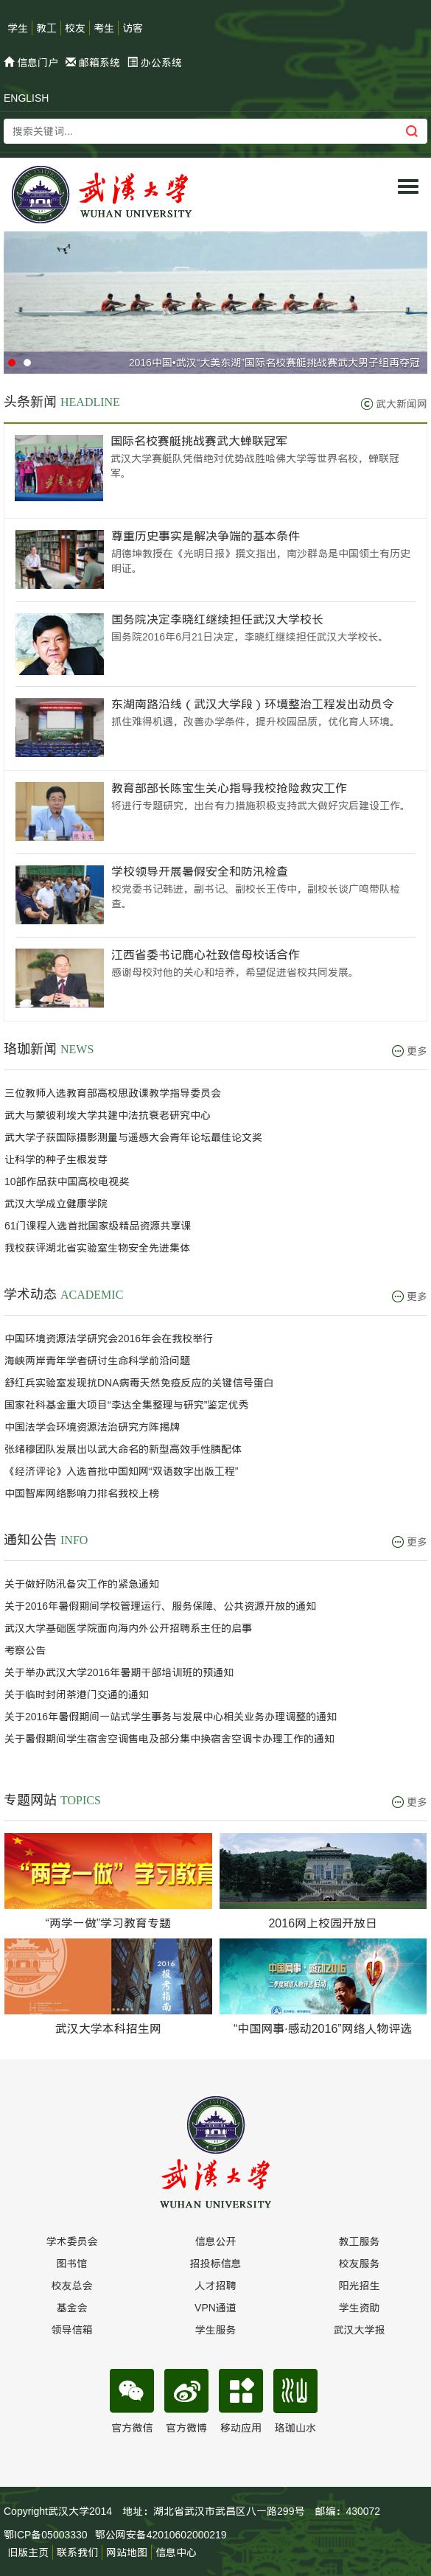 学生 教工 校友 考生 访客
信息门户 邮箱系统 办公系统
ENGLISH
搜索关键词...
武漢大學
WUHAN UNIVERSITY
2016中国•武汉“大美东湖”国际名校赛艇挑战赛武大男子组再夺冠
头条新闻 HEADLINE
武大新闻网
国际名校赛艇挑战赛武大蝉联冠军
武汉大学赛艇队凭借绝对优势战胜哈佛大学等世界名校，蝉联冠
军。
尊重历史事实是解决争端的基本条件
胡德坤教授在《光明日报》撰文指出，南沙群岛是中国领土有历史
明证。
国务院决定李晓红继续担任武汉大学校长
国务院2016年6月21日决定，李晓红继续担任武汉大学校长。
东湖南路沿线（武汉大学段）环境整治工程发出动员令
抓住难得机遇，改善办学条件，提升校园品质，优化育人环境。
教育部部长陈宝生关心指导我校抢险救灾工作
将进行专题研究，出台有力措施积极支持武大做好灾后建设工作。
学校领导开展暑假安全和防汛检查
校党委书记韩进，副书记、副校长王传中，副校长谈广鸣带队检
查。
江西省委书记鹿心社致信母校话合作
感谢母校对他的关心和培养，希望促进省校共同发展。
珞珈新闻 NEWS
更多
三位教师入选教育部高校思政课教学指导委员会
武大与蒙彼利埃大学共建中法抗衰老研究中心
武大学子获国际摄影测量与遥感大会青年论坛最佳论文奖
让科学的种子生根发芽
10部作品获中国高校电视奖
武汉大学成立健康学院
61门课程入选首批国家级精品资源共享课
我校获评湖北省实验室生物安全先进集体
学术动态 ACADEMIC
更多
中国环境资源法学研究会2016年会在我校举行
海峡两岸青年学者研讨生命科学前沿问题
舒红兵实验室发现抗DNA病毒天然免疫反应的关键信号蛋白
国家社科基金重大项目“李达全集整理与研究”鉴定优秀
中国法学会环境资源法治研究方阵揭牌
张绪穆团队发展出以武大命名的新型高效手性膦配体
《经济评论》入选首批中国知网“双语数字出版工程”
中国智库网络影响力排名我校上榜
通知公告 INFO
更多
关于做好防汛备灾工作的紧急通知
关于2016年暑假期间学校管理运行、服务保障、公共资源开放的通知
武汉大学基础医学院面向海内外公开招聘系主任的启事
考察公告
关于举办武汉大学2016年暑期干部培训班的预通知
关于临时封闭茶港门交通的通知
关于2016年暑假期间一站式学生事务与发展中心相关业务办理调整的通知
关于暑假期间学生宿舍空调售电及部分集中换宿舍空调卡办理工作的通知
专题网站 TOPICS
更多
“两学一做”学习教育
“两学一做”学习教育专题
2016网上校园开放日
2016
报考指南
中国网事·感动2016
二季度网络人物评选启动
武汉大学本科招生网
“中国网事·感动2016”网络人物评选
武漢大學
WUHAN UNIVERSITY
学术委员会 信息公开 教工服务
图书馆 招投标信息 校友服务
校友总会 人才招聘 阳光招生
基金会 VPN通道 学生资助
领导信箱 学生服务 武汉大学报
官方微信 官方微博 移动应用 珞珈山水
Copyright武汉大学2014 地址：湖北省武汉市武昌区八一路299号 邮编：430072
鄂ICP备05003330 鄂公网安备42010602000219
旧版主页 联系我们 网站地图 信息中心